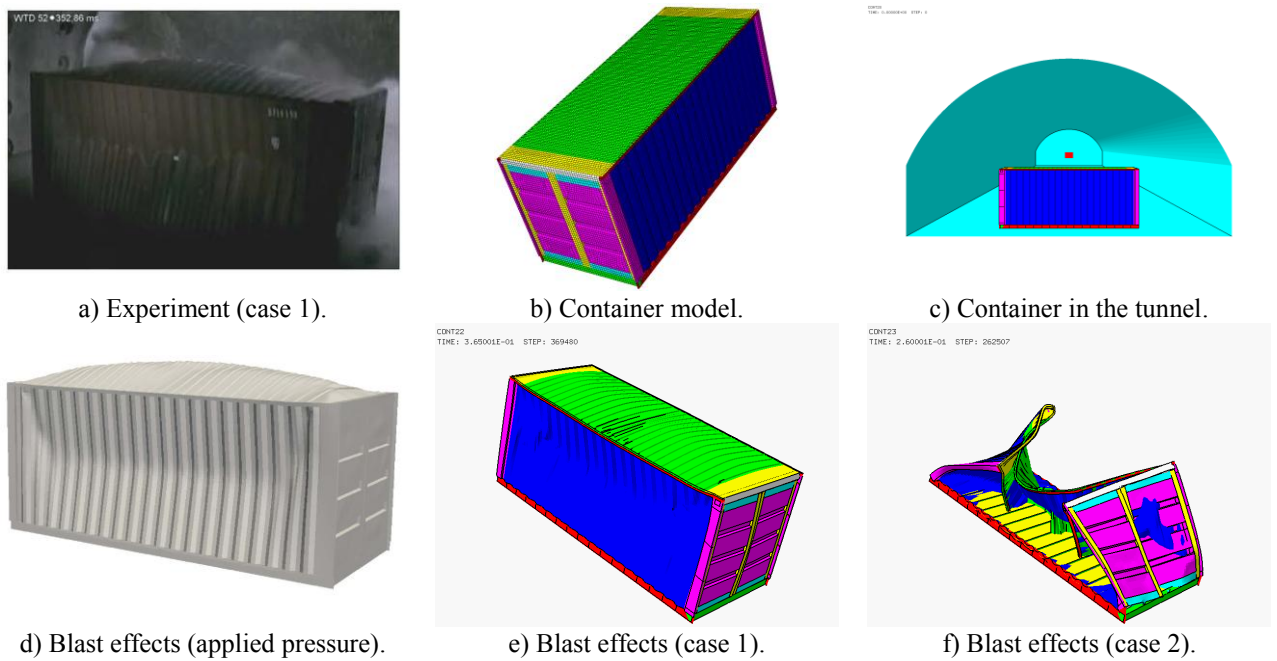 WTD 52 ● 352,86 ms
a) Experiment (case 1).
b) Container model.
c) Container in the tunnel.
CONT22
TIME: 3.65001E-01 STEP: 369480
CONT23
TIME: 2.60001E-01 STEP: 262507
d) Blast effects (applied pressure).
e) Blast effects (case 1).
f) Blast effects (case 2).